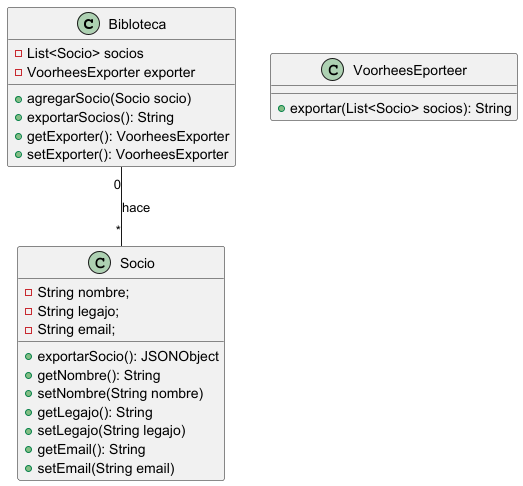 C Bibloteca
List<Socio> socios
VoorheesExporter exporter
agregarSocio(Socio socio)
exportarSocios(): String
getExporter(): VoorheesExporter
setExporter(): VoorheesExporter
C VoorheesEporteer
exportar(List<Socio> socios): String
0
hace
*
C Socio
String nombre;
String legajo;
String email;
exportarSocio(): JSONObject
getNombre(): String
setNombre(String nombre)
getLegajo(): String
setLegajo(String legajo)
getEmail(): String
setEmail(String email)